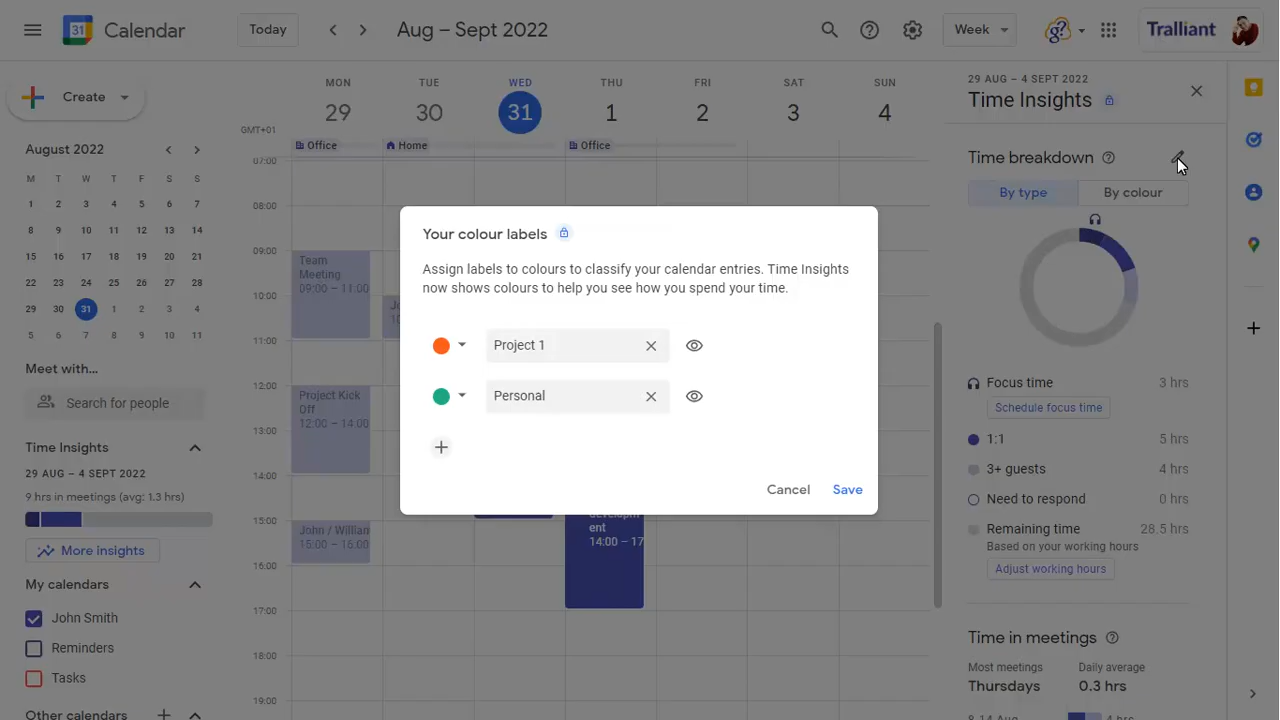 Calendar
Today
Aug – Sept 2022
Week
g?
Tralliant
Create
August 2022
M T W T F S S
1 2 3 4 5 6 7
8 9 10 11 12 13 14
15 16 17 18 19 20 21
22 23 24 25 26 27 28
29 30 31 1 2 3 4
5 6 7 8 9 10 11
Meet with...
Search for people
Time Insights
29 AUG – 4 SEPT 2022
9 hrs in meetings (avg: 1.3 hrs)
More insights
My calendars
John Smith
Reminders
Tasks
Other calendars
GMT+01
MON TUE WED THU FRI SAT SUN
29 30 31 1 2 3 4
Office Home Office
07:00
08:00
09:00
10:00
11:00
12:00
13:00
14:00
15:00
16:00
17:00
18:00
19:00
Team
Meeting
09:00 – 11:00
Project Kick
Off
12:00 – 14:00
John / William
15:00 – 16:00
ent
14:00 – 17
Your colour labels
Assign labels to colours to classify your calendar entries. Time Insights
now shows colours to help you see how you spend your time.
Project 1
Personal
Cancel Save
29 AUG – 4 SEPT 2022
Time Insights
Time breakdown
By type By colour
Focus time 3 hrs
Schedule focus time
1:1 5 hrs
3+ guests 4 hrs
Need to respond 0 hrs
Remaining time 28.5 hrs
Based on your working hours
Adjust working hours
Time in meetings
Most meetings Daily average
Thursdays 0.3 hrs